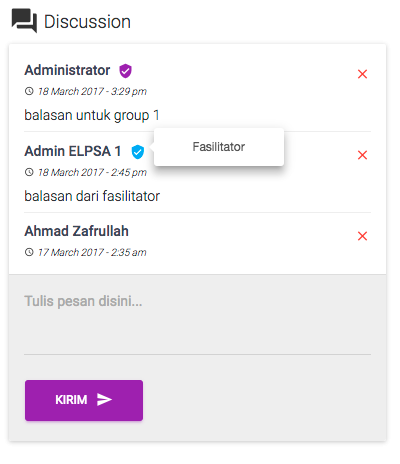 Discussion
Administrator
18 March 2017 - 3:29 pm
balasan untuk group 1
Admin ELPSA 1
Fasilitator
18 March 2017 - 2:45 pm
balasan dari fasilitator
Ahmad Zafrullah
17 March 2017 - 2:35 am
Tulis pesan disini...
KIRIM